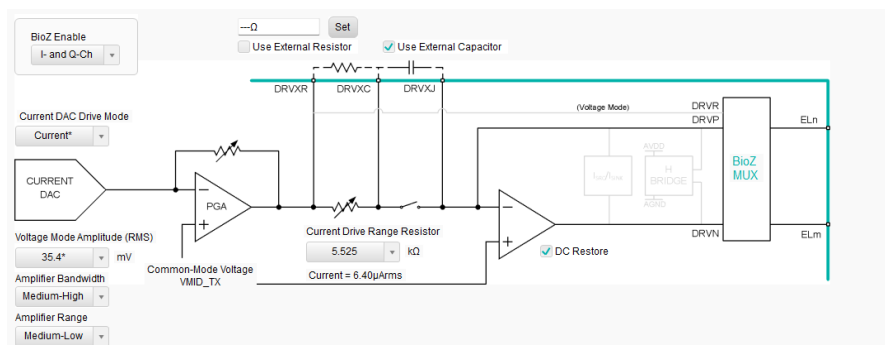 ---Ω
Set
BioZ Enable
I- and Q-Ch
Use External Resistor
Use External Capacitor
DRVXR
DRVXC
DRVXJ
(Voltage Mode)
DRVR
DRVP
ELn
Current DAC Drive Mode
Current*
AVDD
H
BRIDGE
AGND
BioZ
MUX
CURRENT
DAC
PGA
DRVN
ELm
Voltage Mode Amplitude (RMS)
35.4*
mV
Current Drive Range Resistor
5.525
kΩ
DC Restore
Common-Mode Voltage
VMID_TX
Current = 6.40µArms
Amplifier Bandwidth
Medium-High
Amplifier Range
Medium-Low